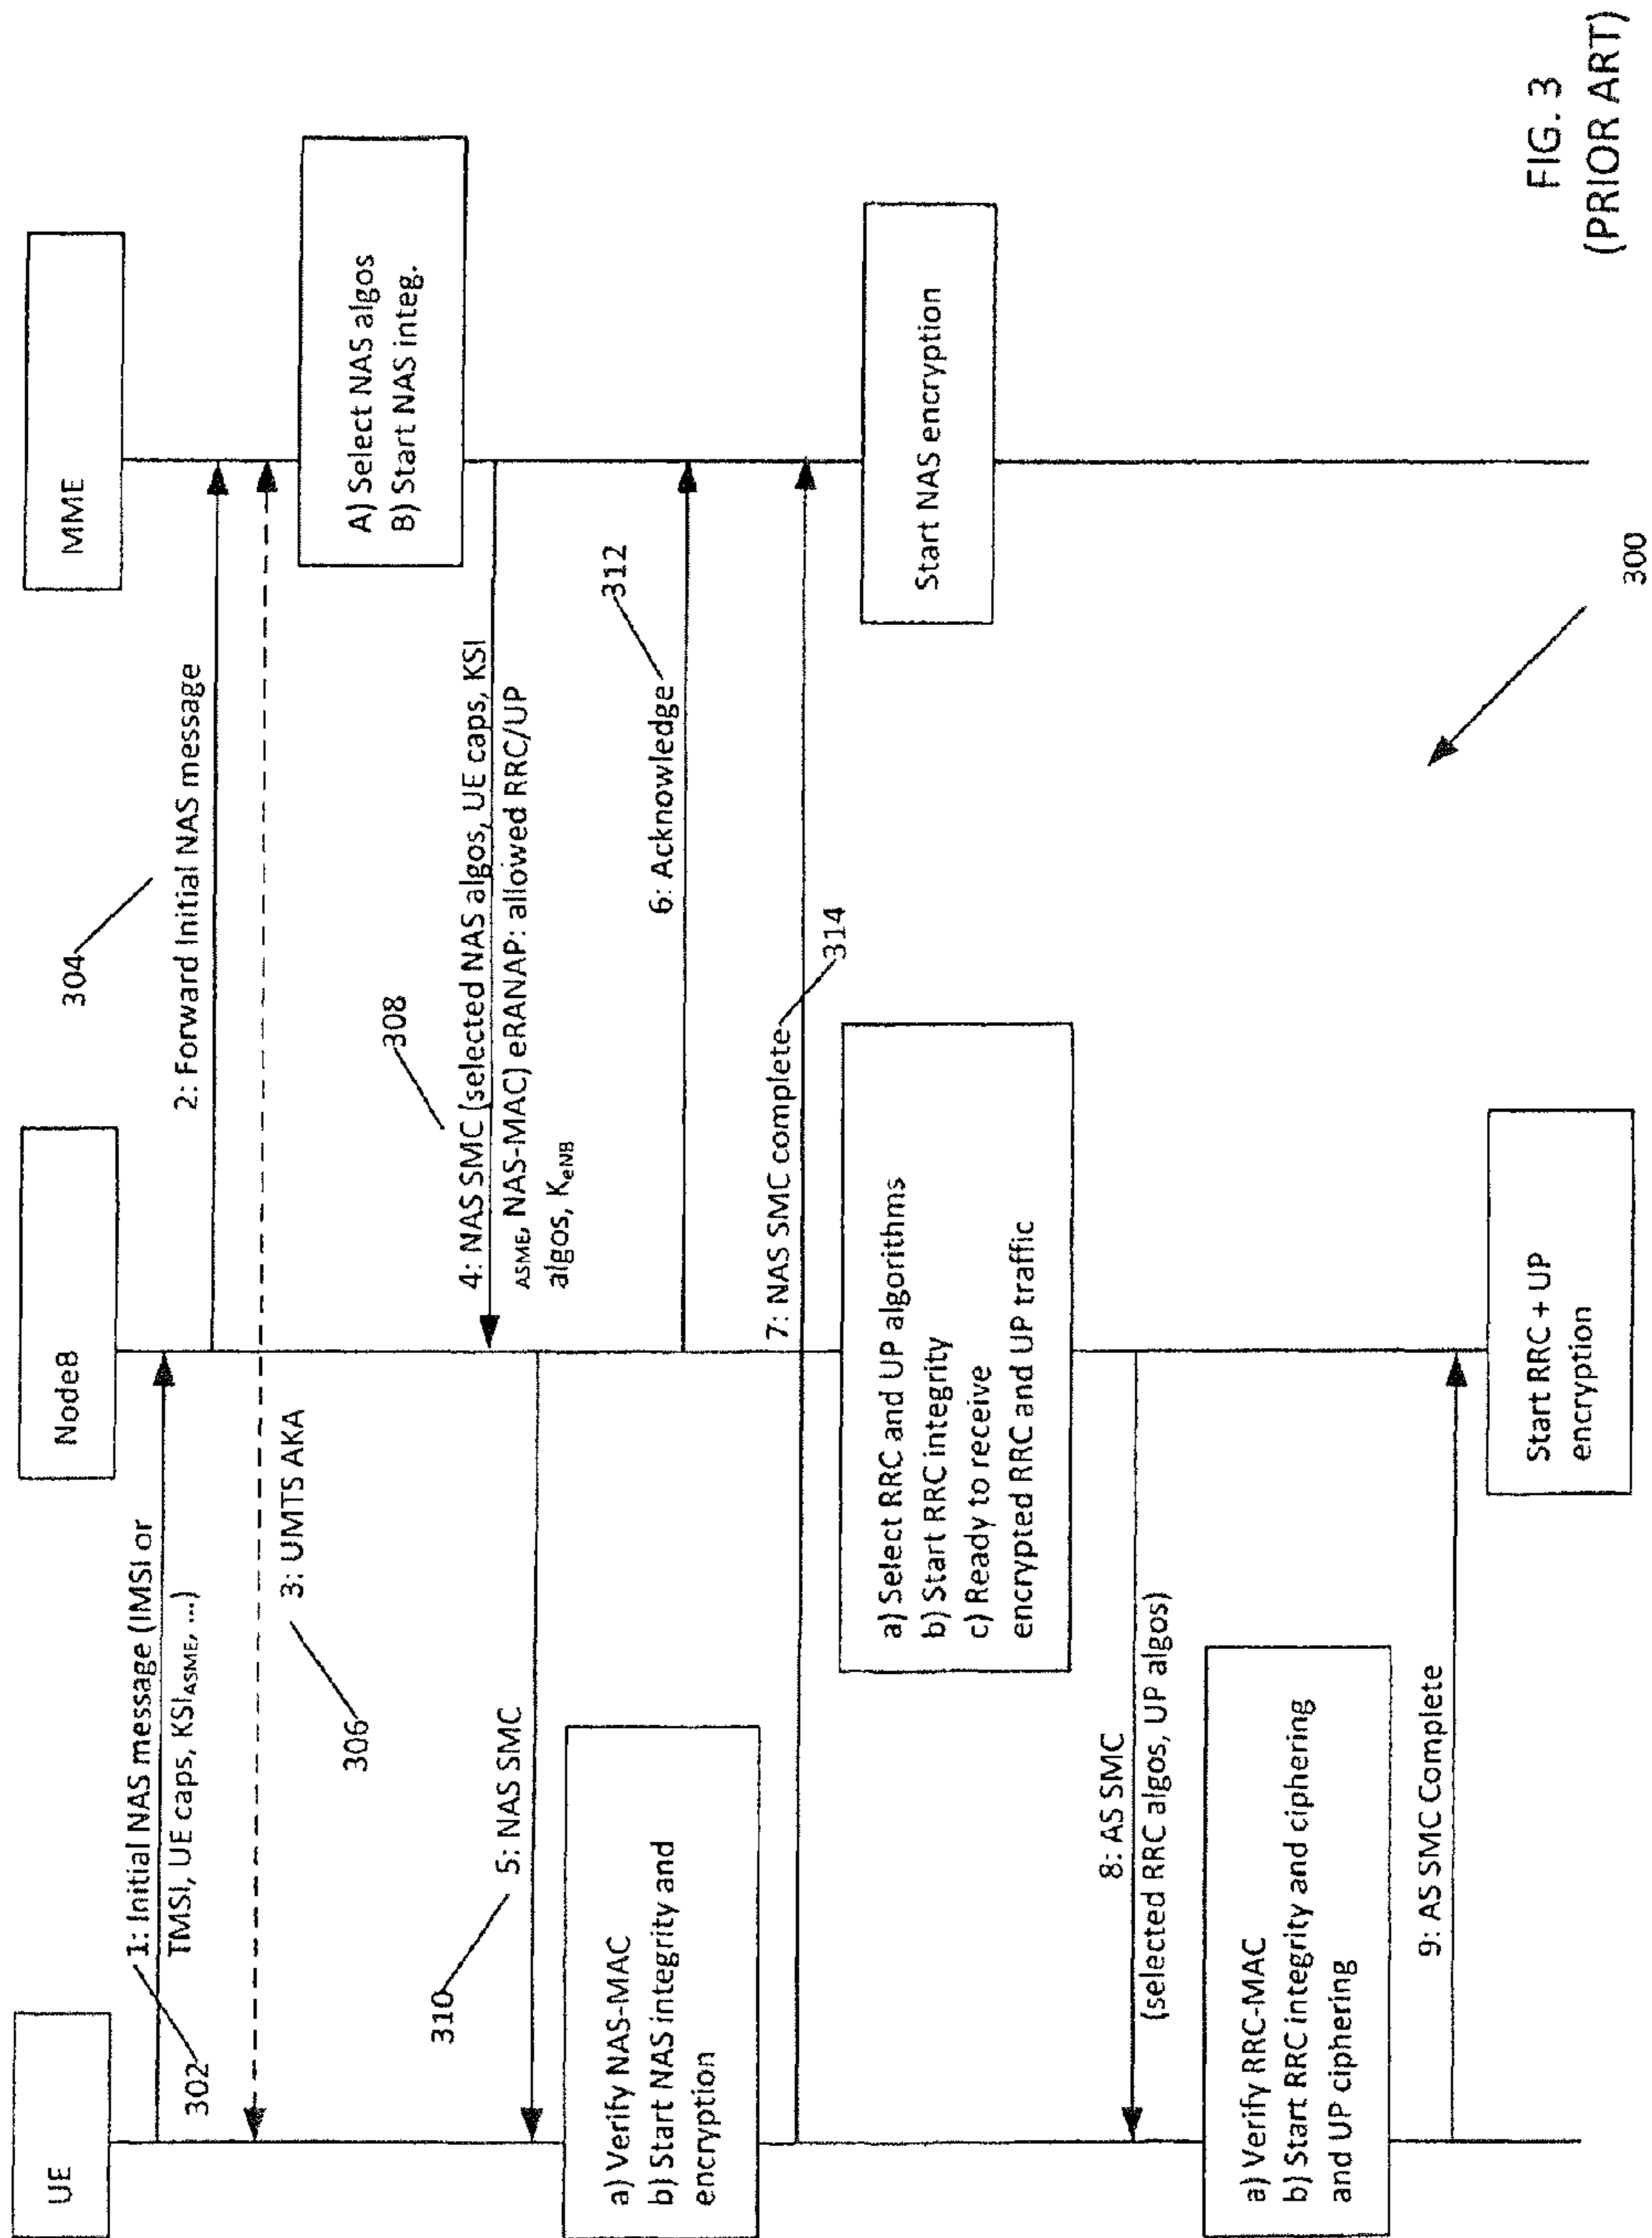 UE
NodeB
MME
302
1: Initial NAS message (IMSI or
TMSI, UE caps, KSI ASME, ...)
304
2: Forward Initial NAS message
306
3: UMTS AKA
A) Select NAS algos
B) Start NAS integ.
308
4: NAS SMC (selected NAS algos, UE caps, KSI
ASME, NAS-MAC) eRANAP: allowed RRC/UP
algos, KeNB
310
5: NAS SMC
a) Verify NAS-MAC
b) Start NAS integrity and
encryption
312
6: Acknowledge
7: NAS SMC complete
314
Start NAS encryption
a) Select RRC and UP algorithms
b) Start RRC integrity
c) Ready to receive
encrypted RRC and UP traffic
8: AS SMC
(selected RRC algos, UP algos)
a) Verify RRC-MAC
b) Start RRC integrity and ciphering
and UP ciphering
9: AS SMC Complete
Start RRC + UP
encryption
300
FIG. 3
(PRIOR ART)